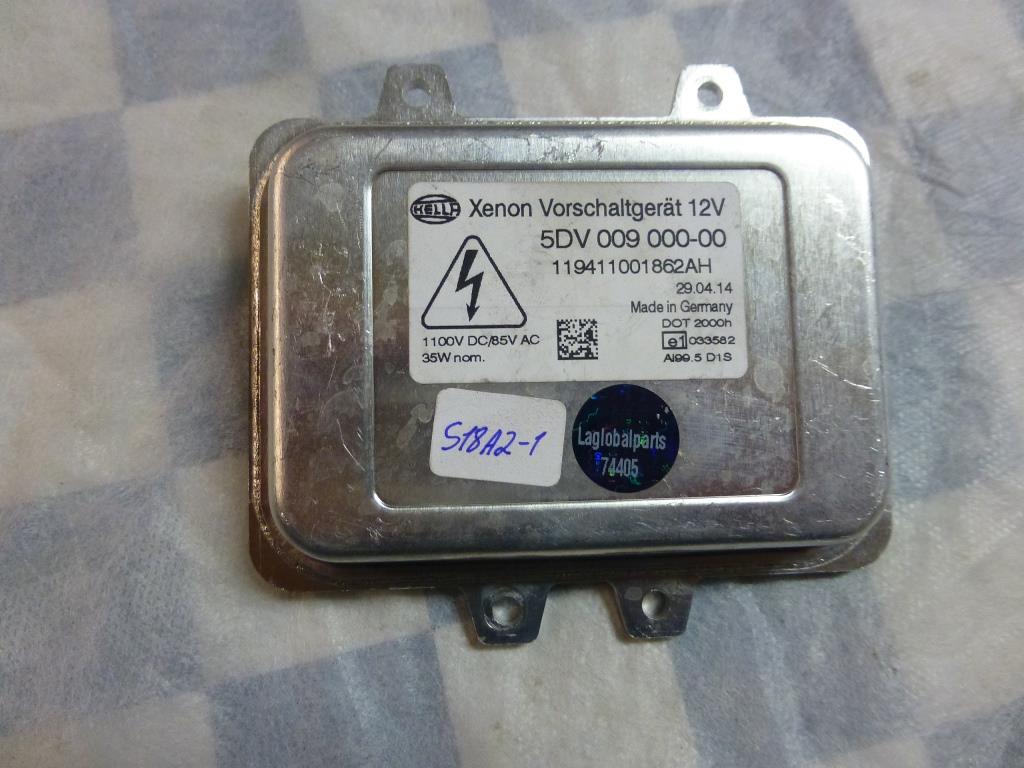 HELLA Xenon Vorschaltgerät 12V
5DV 009 000-00
119411001862AH
29.04.14
Made in Germany
DOT 2000h
1100V DC/85V AC
e1 033582
35W nom.
AI99.5 D1S
S18A2-1
Laglobalparts
74405